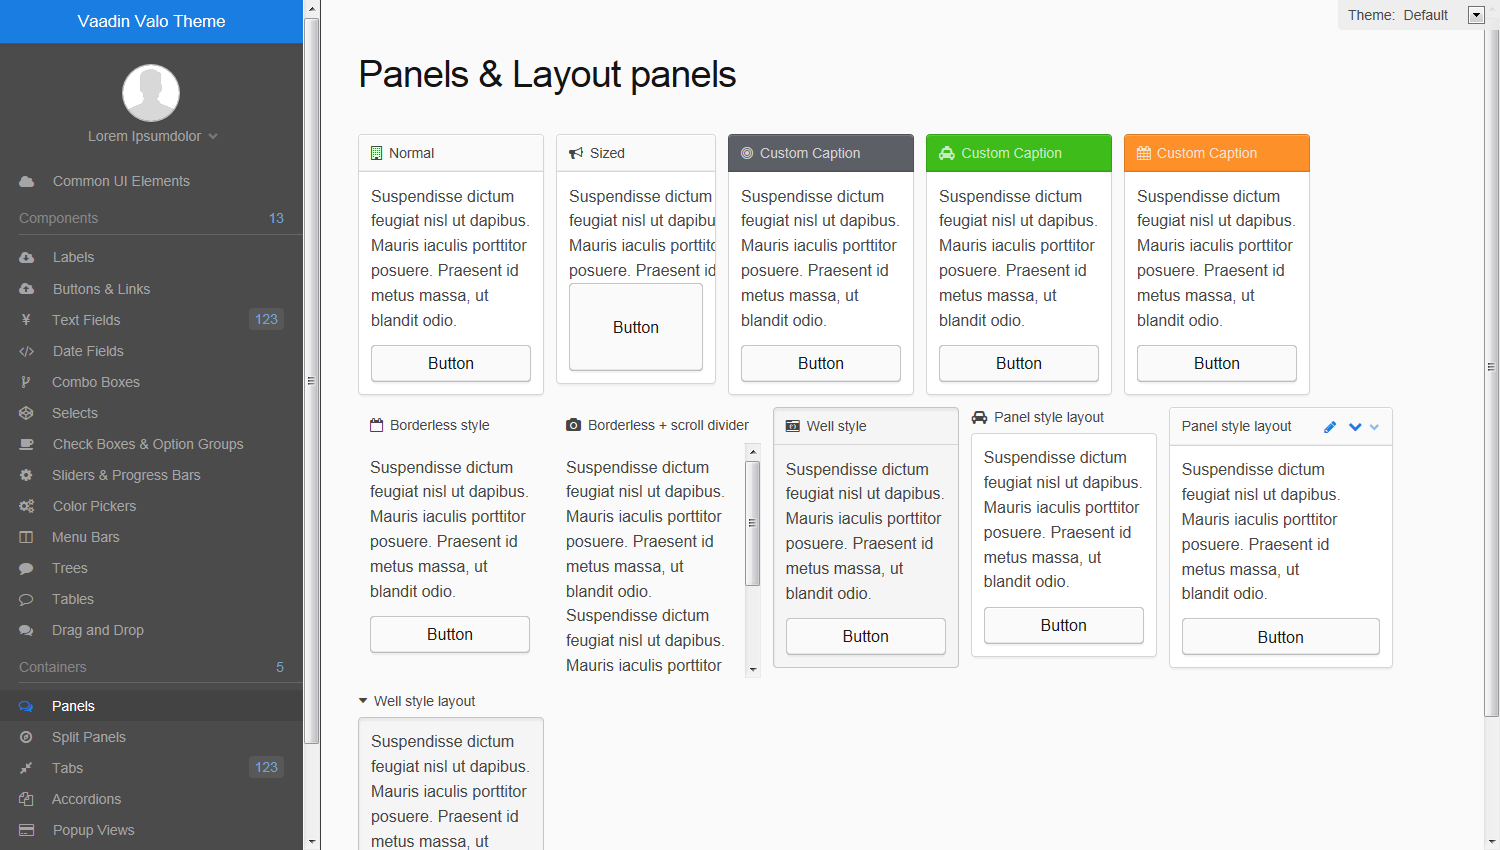 Vaadin Valo Theme
Lorem Ipsumdolor
Common UI Elements
Components 13
Labels
Buttons & Links
Text Fields 123
Date Fields
Combo Boxes
Selects
Check Boxes & Option Groups
Sliders & Progress Bars
Color Pickers
Menu Bars
Trees
Tables
Drag and Drop
Containers 5
Panels
Split Panels
Tabs 123
Accordions
Popup Views
Theme: Default
Panels & Layout panels
Normal
Suspendisse dictum
feugiat nisl ut dapibus.
Mauris iaculis porttitor
posuere. Praesent id
metus massa, ut
blandit odio.
Button
Sized
Suspendisse dictum
feugiat nisl ut dapibu
Mauris iaculis porttitc
posuere. Praesent id
Button
Custom Caption
Suspendisse dictum
feugiat nisl ut dapibus.
Mauris iaculis porttitor
posuere. Praesent id
metus massa, ut
blandit odio.
Button
Custom Caption
Suspendisse dictum
feugiat nisl ut dapibus.
Mauris iaculis porttitor
posuere. Praesent id
metus massa, ut
blandit odio.
Button
Custom Caption
Suspendisse dictum
feugiat nisl ut dapibus.
Mauris iaculis porttitor
posuere. Praesent id
metus massa, ut
blandit odio.
Button
Borderless style
Suspendisse dictum
feugiat nisl ut dapibus.
Mauris iaculis porttitor
posuere. Praesent id
metus massa, ut
blandit odio.
Button
Borderless + scroll divider
Suspendisse dictum
feugiat nisl ut dapibus.
Mauris iaculis porttitor
posuere. Praesent id
metus massa, ut
blandit odio.
Suspendisse dictum
feugiat nisl ut dapibus.
Mauris iaculis porttitor
Well style
Suspendisse dictum
feugiat nisl ut dapibus.
Mauris iaculis porttitor
posuere. Praesent id
metus massa, ut
blandit odio.
Button
Panel style layout
Suspendisse dictum
feugiat nisl ut dapibus.
Mauris iaculis porttitor
posuere. Praesent id
metus massa, ut
blandit odio.
Button
Panel style layout
Suspendisse dictum
feugiat nisl ut dapibus.
Mauris iaculis porttitor
posuere. Praesent id
metus massa, ut
blandit odio.
Button
Well style layout
Suspendisse dictum
feugiat nisl ut dapibus.
Mauris iaculis porttitor
posuere. Praesent id
metus massa, ut